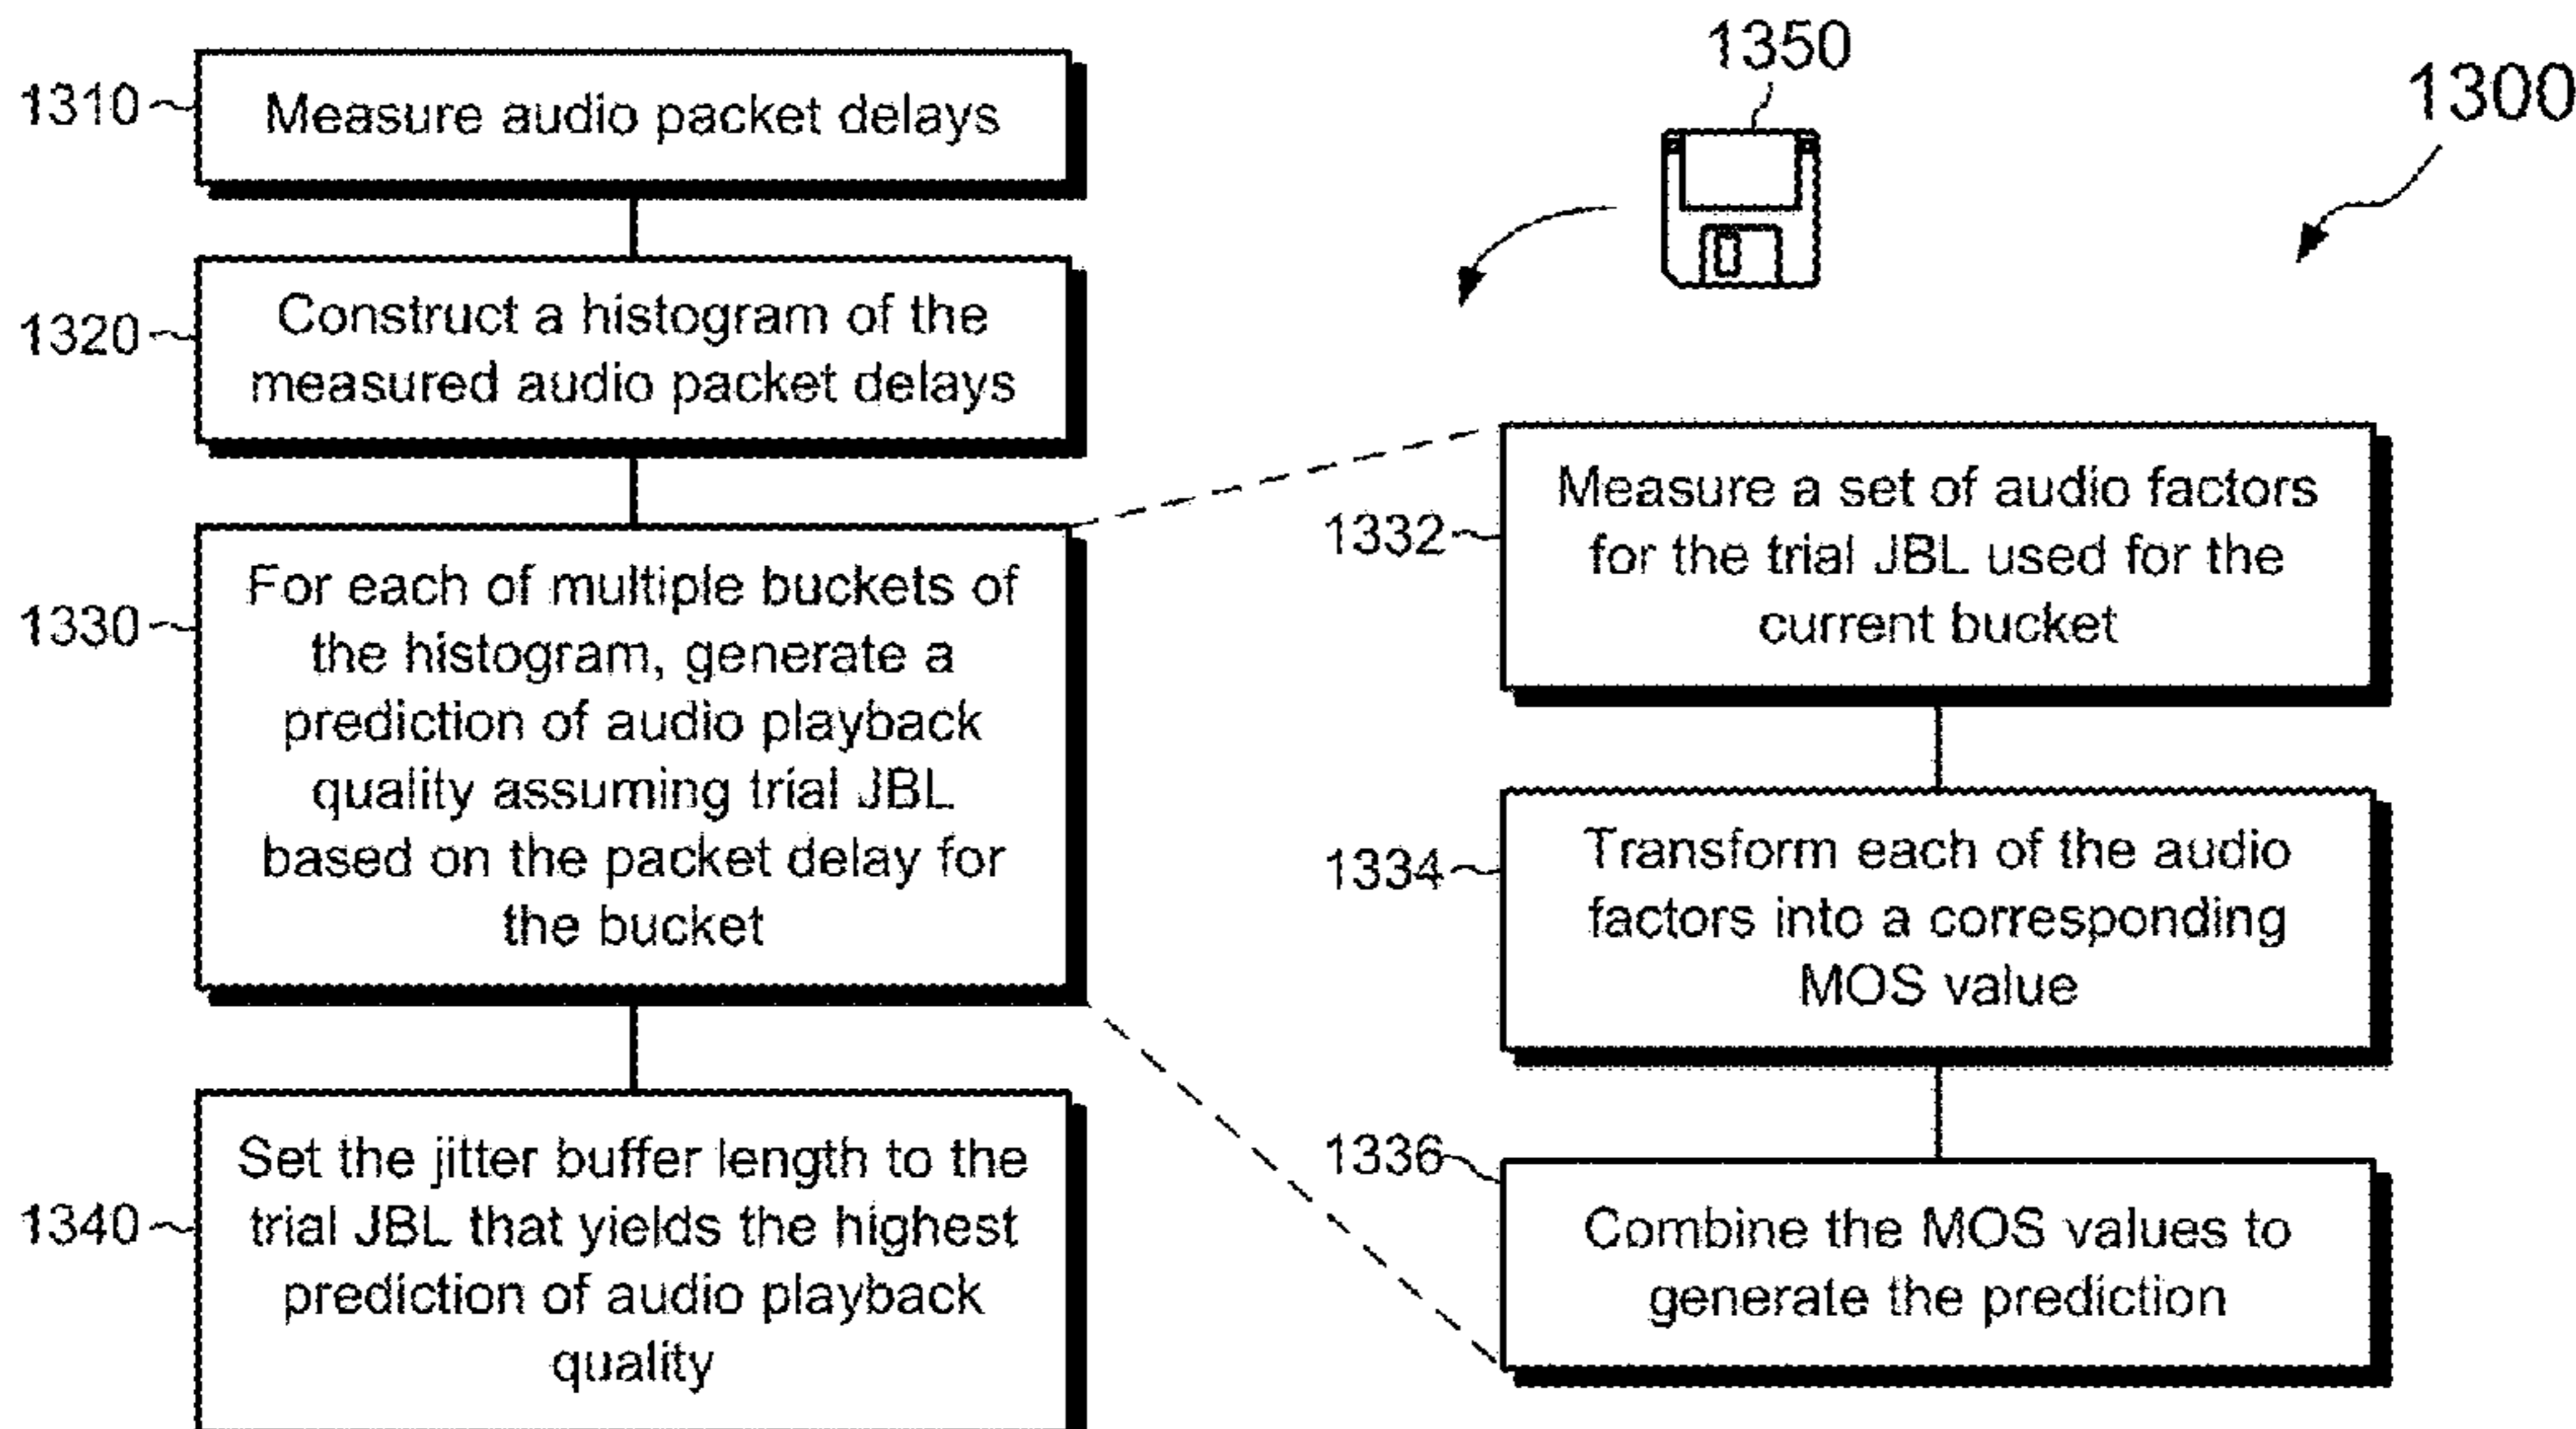 1350
1300
1310
Measure audio packet delays
1320
Construct a histogram of the
measured audio packet delays
1330
For each of multiple buckets of
the histogram, generate a
prediction of audio playback
quality assuming trial JBL
based on the packet delay for
the bucket
1340
Set the jitter buffer length to the
trial JBL that yields the highest
prediction of audio playback
quality
1332
Measure a set of audio factors
for the trial JBL used for the
current bucket
1334
Transform each of the audio
factors into a corresponding
MOS value
1336
Combine the MOS values to
generate the prediction